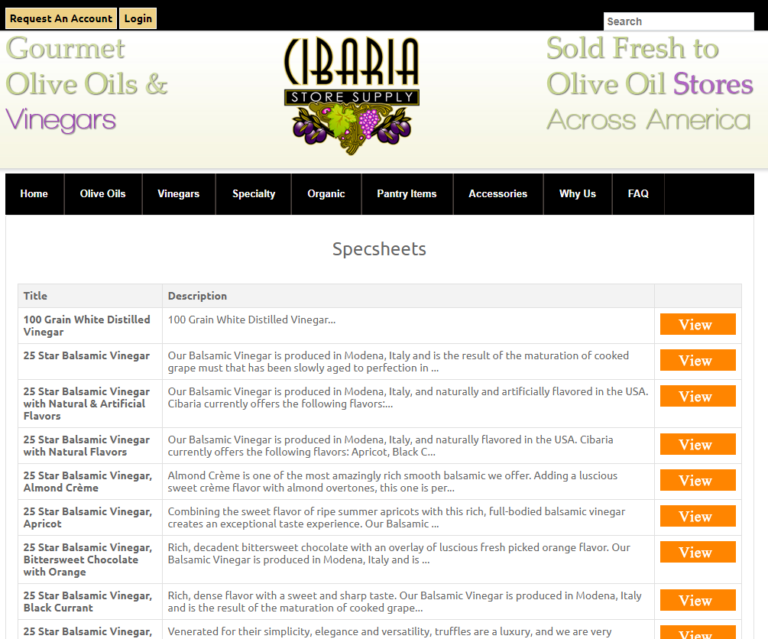 Request An Account Login
Search
Gourmet
Olive Oils &
Vinegars
CIBARIA
STORE SUPPLY
Sold Fresh to
Olive Oil Stores
Across America
Home Olive Oils Vinegars Specialty Organic Pantry Items Accessories Why Us FAQ
Specsheets
Title Description
100 Grain White Distilled
Vinegar
100 Grain White Distilled Vinegar...
View
25 Star Balsamic Vinegar
Our Balsamic Vinegar is produced in Modena, Italy and is the result of the maturation of cooked
grape must that has been slowly aged to perfection in ...
View
25 Star Balsamic Vinegar
with Natural & Artificial
Flavors
Our Balsamic Vinegar is produced in Modena, Italy, and naturally and artificially flavored in the USA.
Cibaria currently offers the following flavors:...
View
25 Star Balsamic Vinegar
with Natural Flavors
Our Balsamic Vinegar is produced in Modena, Italy, and naturally flavored in the USA. Cibaria
currently offers the following flavors: Apricot, Black C...
View
25 Star Balsamic Vinegar,
Almond Crème
Almond Crème is one of the most amazingly rich smooth balsamic we offer. Adding a luscious
sweet crème flavor with almond overtones, this one is per...
View
25 Star Balsamic Vinegar,
Apricot
Combining the sweet flavor of ripe summer apricots with this rich, full-bodied balsamic vinegar
creates an exceptional taste experience. Our Balsamic ...
View
25 Star Balsamic Vinegar,
Bittersweet Chocolate
with Orange
Rich, decadent bittersweet chocolate with an overlay of luscious fresh picked orange flavor. Our
Balsamic Vinegar is produced in Modena, Italy and is ...
View
25 Star Balsamic Vinegar,
Black Currant
Rich, dense flavor with a sweet and sharp taste. Our Balsamic Vinegar is produced in Modena, Italy
and is the result of the maturation of cooked grape...
View
25 Star Balsamic Vinegar,
Venerated for their simplicity, elegance and versatility, truffles are a luxury, and we are very
View